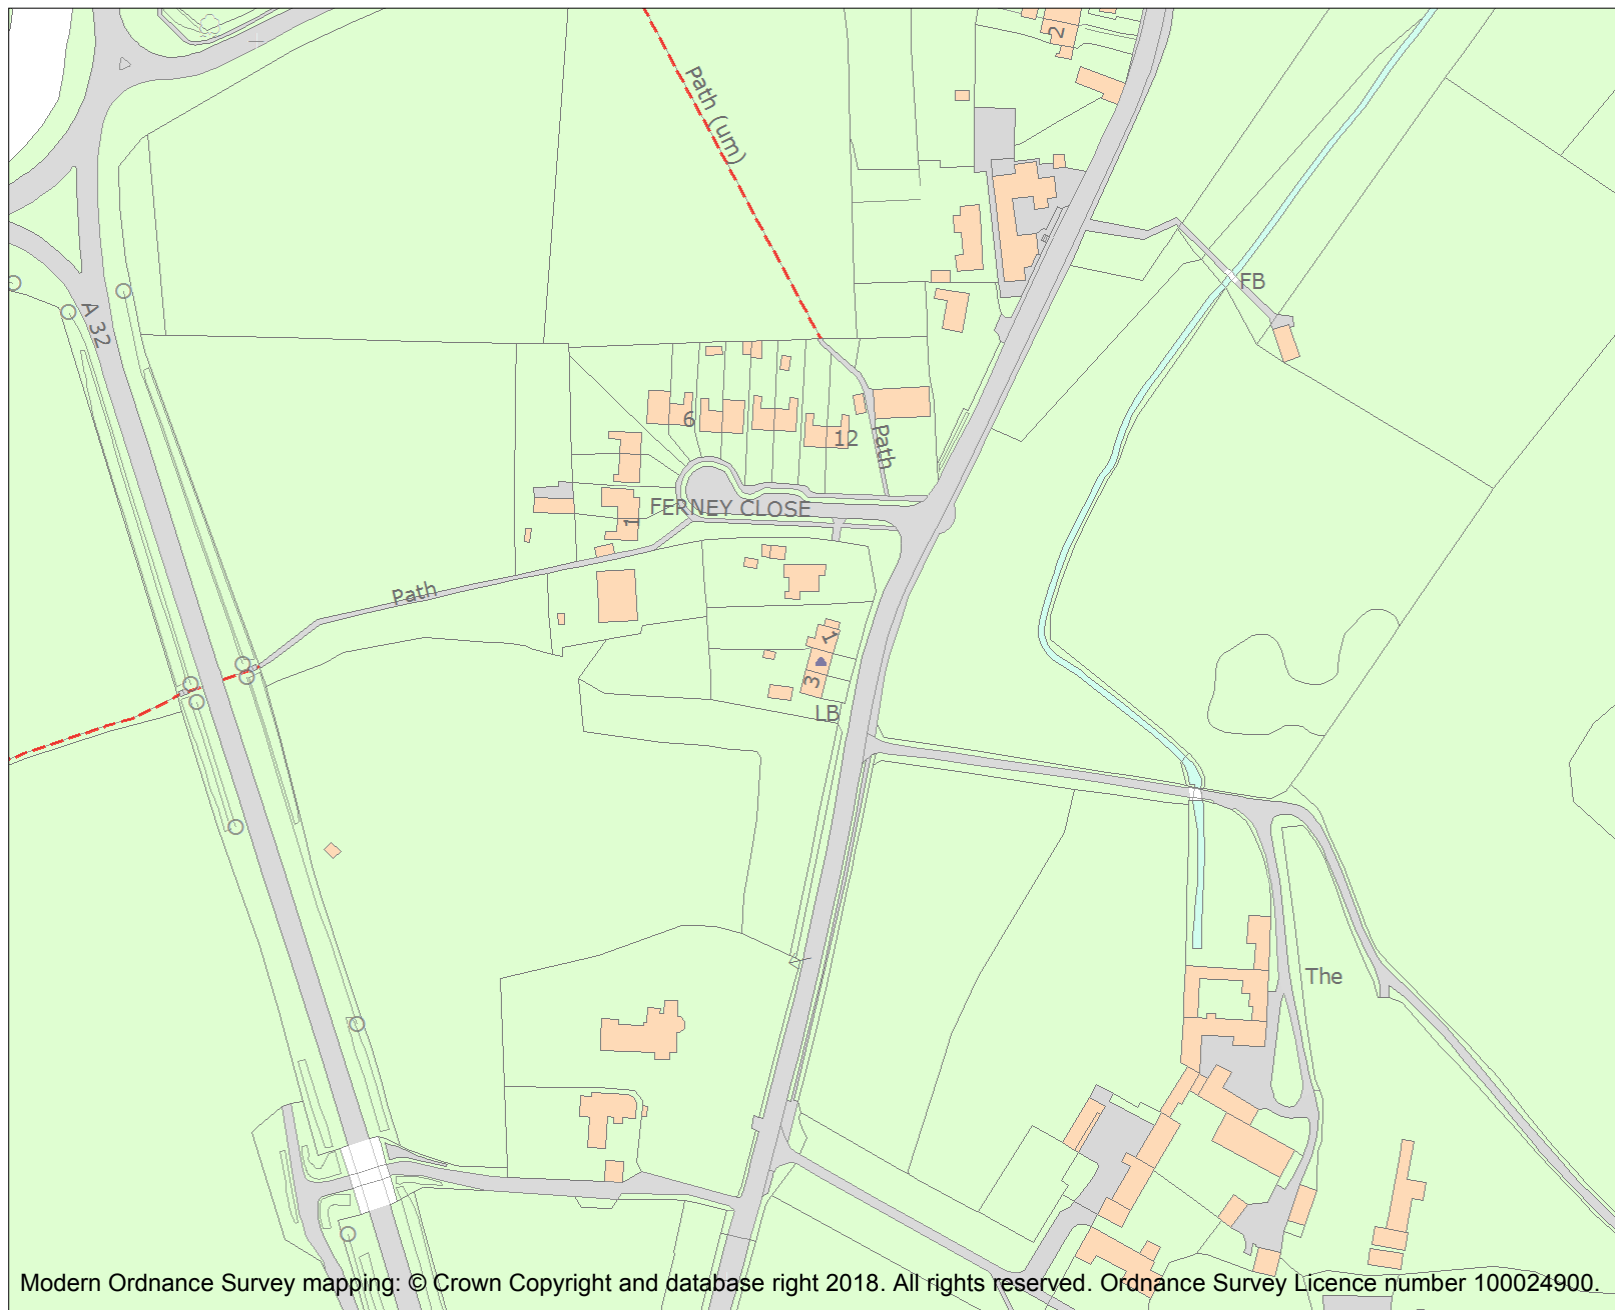 2
Path (um)
FB
A 32
6
12
Path
FERNEY CLOSE
1
Path
1
3
LB
The
Modern Ordnance Survey mapping: © Crown Copyright and database right 2018. All rights reserved. Ordnance Survey Licence number 100024900.